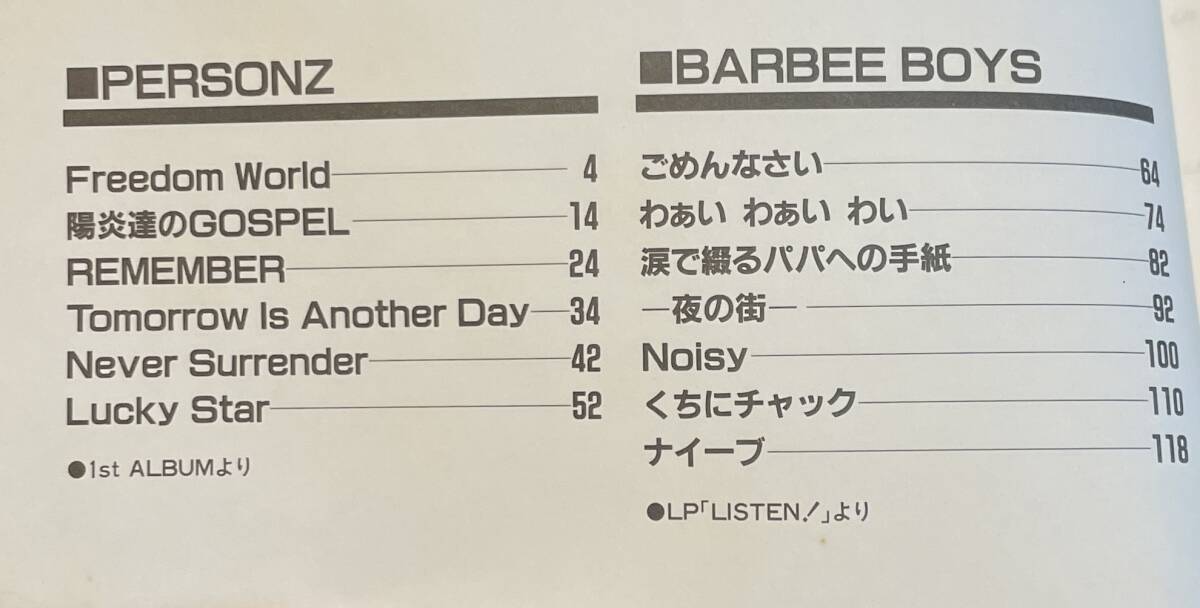 ■PERSONZ
Freedom World 4
陽炎達のGOSPEL 14
REMEMBER 24
Tomorrow Is Another Day 34
Never Surrender 42
Lucky Star 52
●1st ALBUMより
■BARBEE BOYS
ごめんなさい 64
わぁい わぁい わい 74
涙で綴るパパへの手紙 82
―夜の街― 92
Noisy 100
くちにチャック 110
ナイーブ 118
●LP「LISTEN!」より